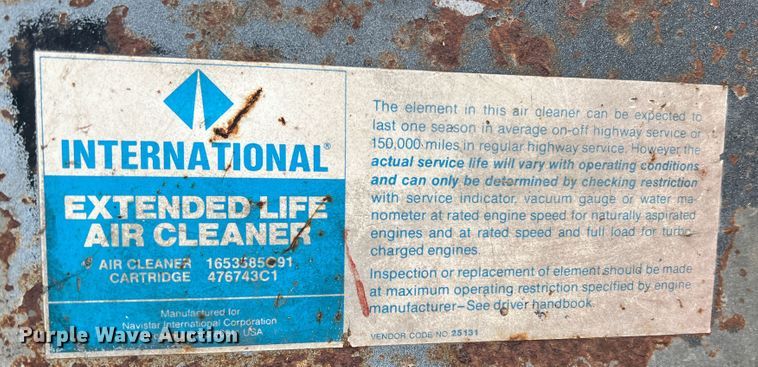 INTERNATIONAL®
EXTENDED LIFE
AIR CLEANER
AIR CLEANER 1653585C91
CARTRIDGE 476743C1
Manufactured for
Navistar International Corporation
USA
The element in this air cleaner can be expected to
last one season in average on-off highway service or
150,000 miles in regular highway service. However, the
actual service life will vary with operating conditions
and can only be determined by checking restriction
with service indicator, vacuum gauge or water ma-
nometer at rated engine speed for naturally aspirated
engines and at rated speed and full load for turbo-
charged engines.
Inspection or replacement of element should be made
at maximum operating restriction specified by engine
manufacturer–See driver handbook.
VENDOR CODE NO. 25131
Purple Wave Auction